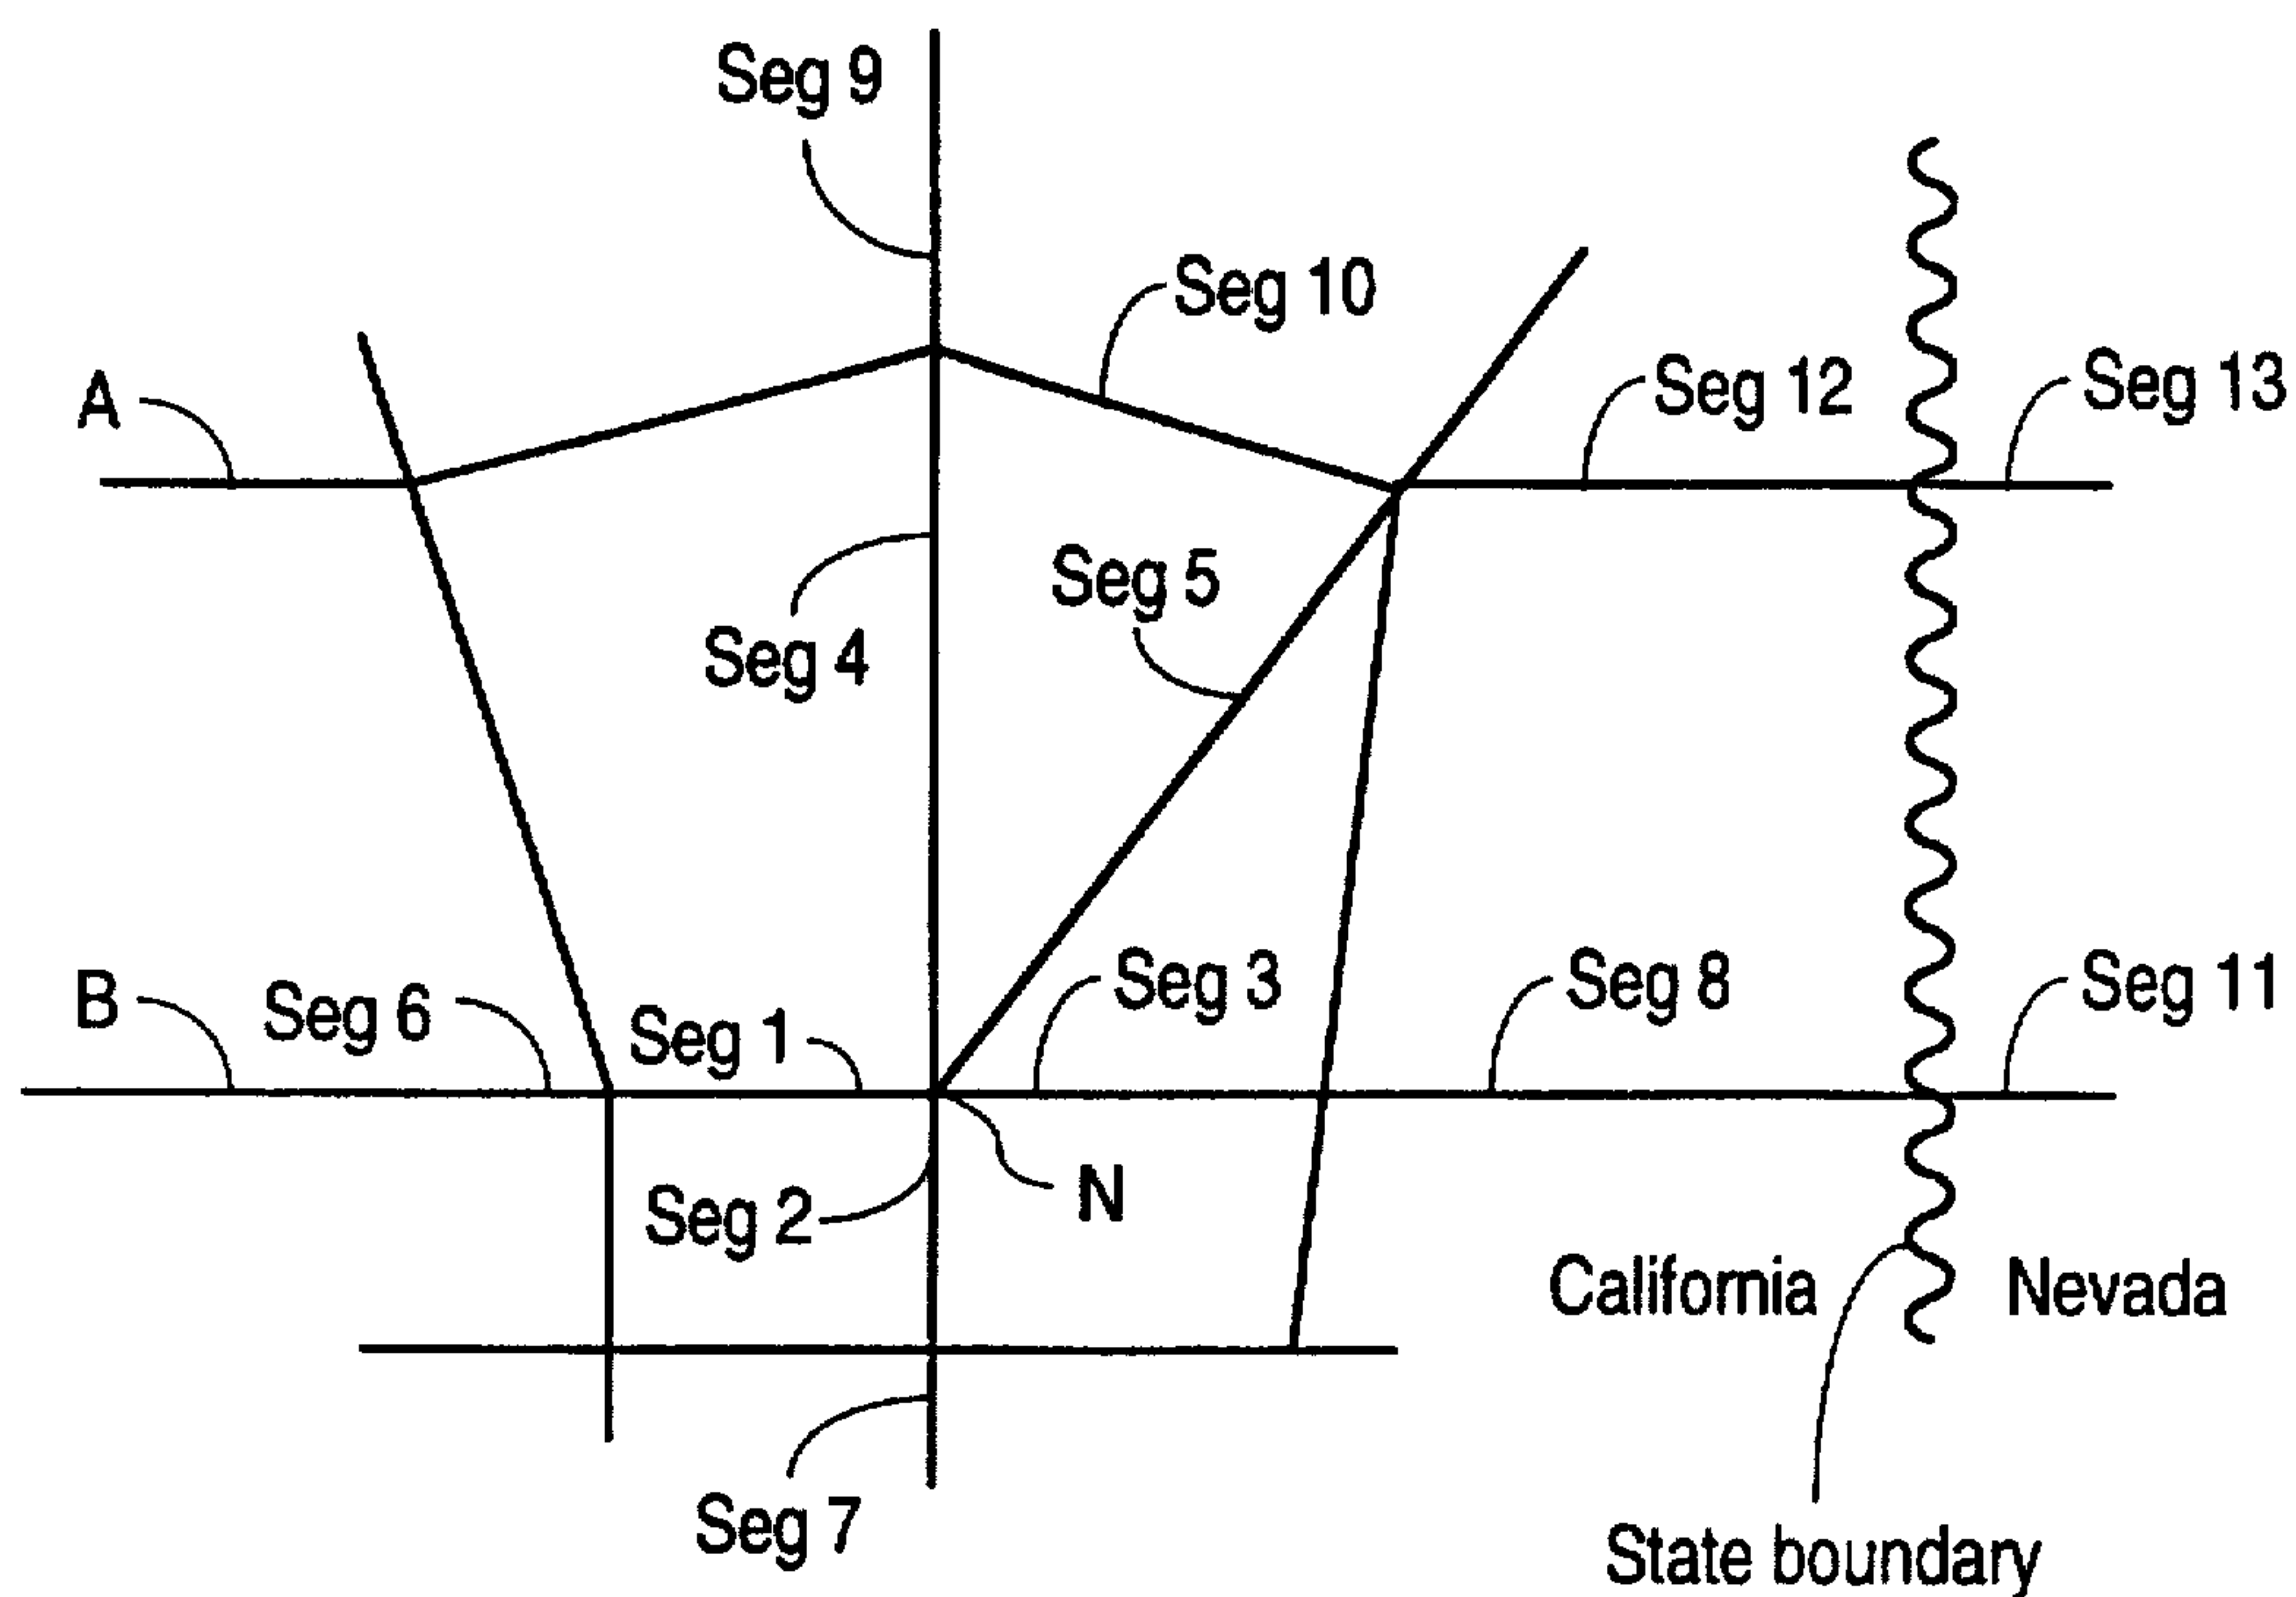 Seg 9
Seg 10
A
Seg 12
Seg 13
Seg 5
Seg 4
B
Seg 6
Seg 1
Seg 3
Seg 8
Seg 11
Seg 2
N
California
Nevada
Seg 7
State boundary